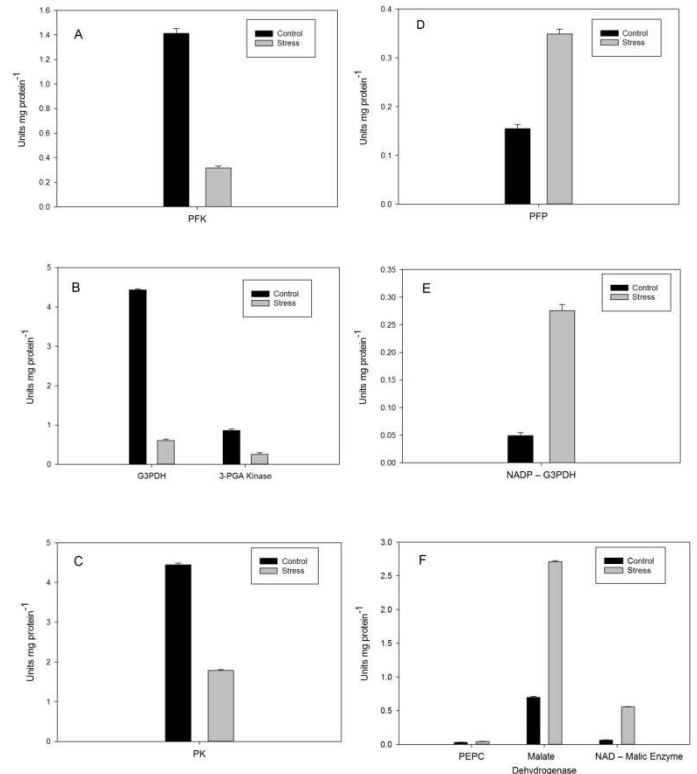 A
Control
Stress
Units mg protein⁻¹
1.6
1.4
1.2
1.0
0.8
0.6
0.4
0.2
0.0
PFK
D
Control
Stress
Units mg protein⁻¹
0.4
0.3
0.2
0.1
0.0
PFP
B
Control
Stress
Units mg protein⁻¹
5
4
3
2
1
0
G3PDH 3-PGA Kinase
E
Control
Stress
Units mg protein⁻¹
0.35
0.30
0.25
0.20
0.15
0.10
0.05
0.00
NADP – G3PDH
C
Control
Stress
Units mg protein⁻¹
5
4
3
2
1
0
PK
F
Control
Stress
Units mg protein⁻¹
3.0
2.5
2.0
1.5
1.0
0.5
0.0
PEPC Malate NAD – Malic Enzyme
Dehydrogenase